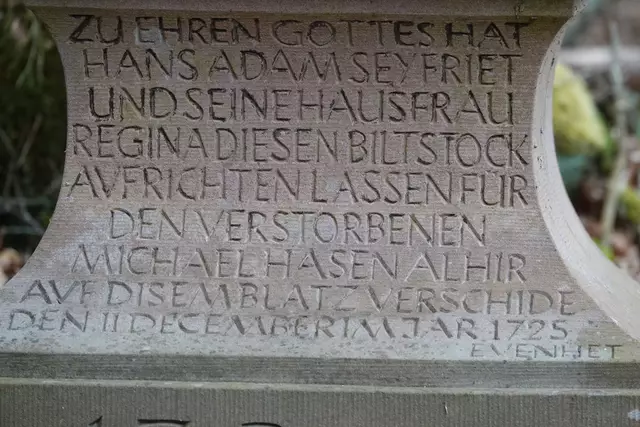 ZU EHREN GOTTES HAT
HANS ADAM SEYFRIET
UND SEINE HAUSFRAU
REGINA DIESEN BILTSTOCK
AVFRICHTEN LASSEN FÜR
DEN VERSTORBENEN
MICHAEL HASEN ALHIR
AVF DISEM BLATZ VERSCHIDE
DEN 11 DECEMBER IM JAR 1725
EVENHET